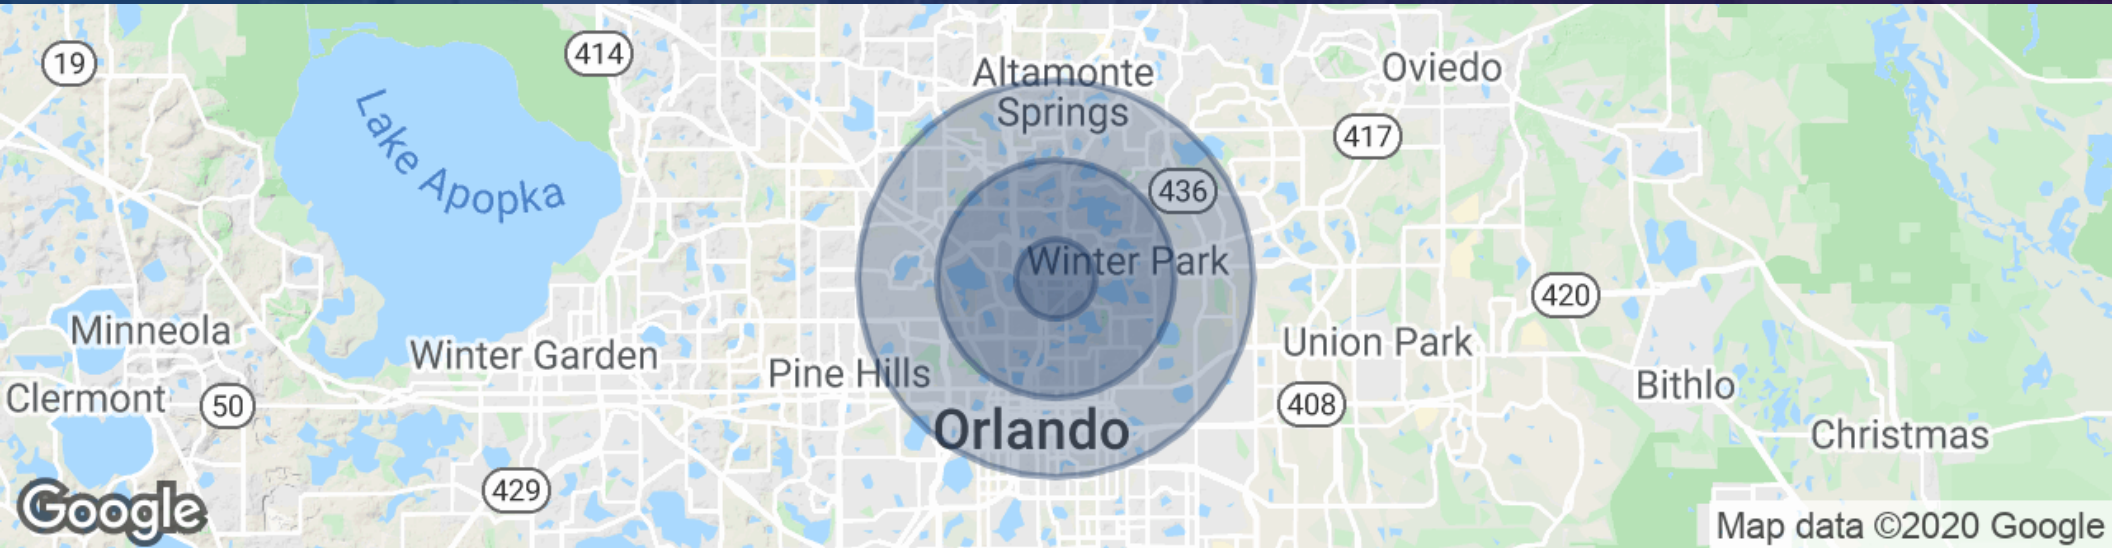 19
414
Altamonte
Springs
Oviedo
417
Lake Apopka
436
Winter Park
420
Minneola
Winter Garden
Union Park
Pine Hills
Bithlo
Clermont
50
408
Orlando
Christmas
429
Google
Map data ©2020 Google